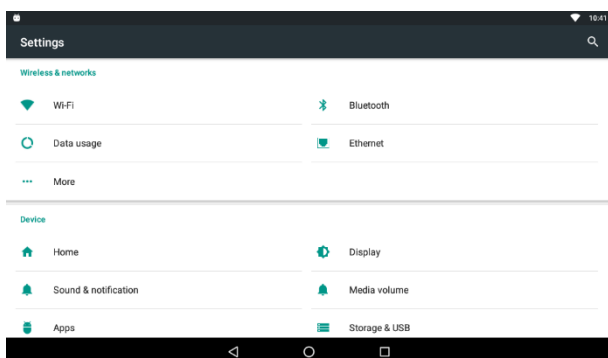 10:41
Settings
Wireless & networks
Wi-Fi
Bluetooth
Data usage
Ethernet
More
Device
Home
Display
Sound & notification
Media volume
Apps
Storage & USB